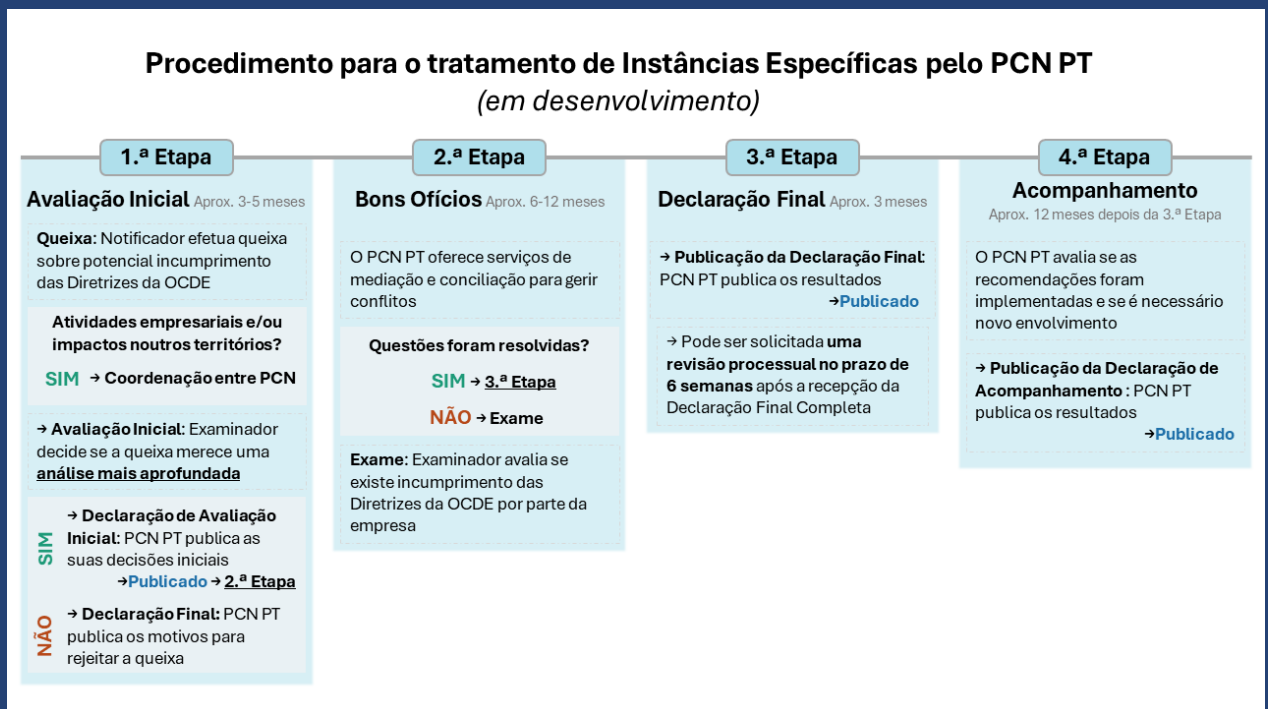 Procedimento para o tratamento de Instâncias Específicas pelo PCN PT
(em desenvolvimento)
1.ª Etapa
Avaliação Inicial Aprox. 3-5 meses
Queixa: Notificador efetua queixa
sobre potencial incumprimento
das Diretrizes da OCDE
Atividades empresariais e/ou
impactos noutros territórios?
SIM → Coordenação entre PCN
→ Avaliação Inicial: Examinador
decide se a queixa merece uma
análise mais aprofundada
SIM
→ Declaração de Avaliação
Inicial: PCN PT publica as
suas decisões iniciais
→Publicado → 2.ª Etapa
NÃO
→ Declaração Final: PCN PT
publica os motivos para
rejeitar a queixa
2.ª Etapa
Bons Ofícios Aprox. 6-12 meses
O PCN PT oferece serviços de
mediação e conciliação para gerir
conflitos
Questões foram resolvidas?
SIM → 3.ª Etapa
NÃO → Exame
Exame: Examinador avalia se
existe incumprimento das
Diretrizes da OCDE por parte da
empresa
3.ª Etapa
Declaração Final Aprox. 3 meses
→ Publicação da Declaração Final:
PCN PT publica os resultados
→Publicado
→ Pode ser solicitada uma
revisão processual no prazo de
6 semanas após a recepção da
Declaração Final Completa
4.ª Etapa
Acompanhamento
Aprox. 12 meses depois da 3.ª Etapa
O PCN PT avalia se as
recomendações foram
implementadas e se é necessário
novo envolvimento
→ Publicação da Declaração de
Acompanhamento : PCN PT
publica os resultados
→Publicado